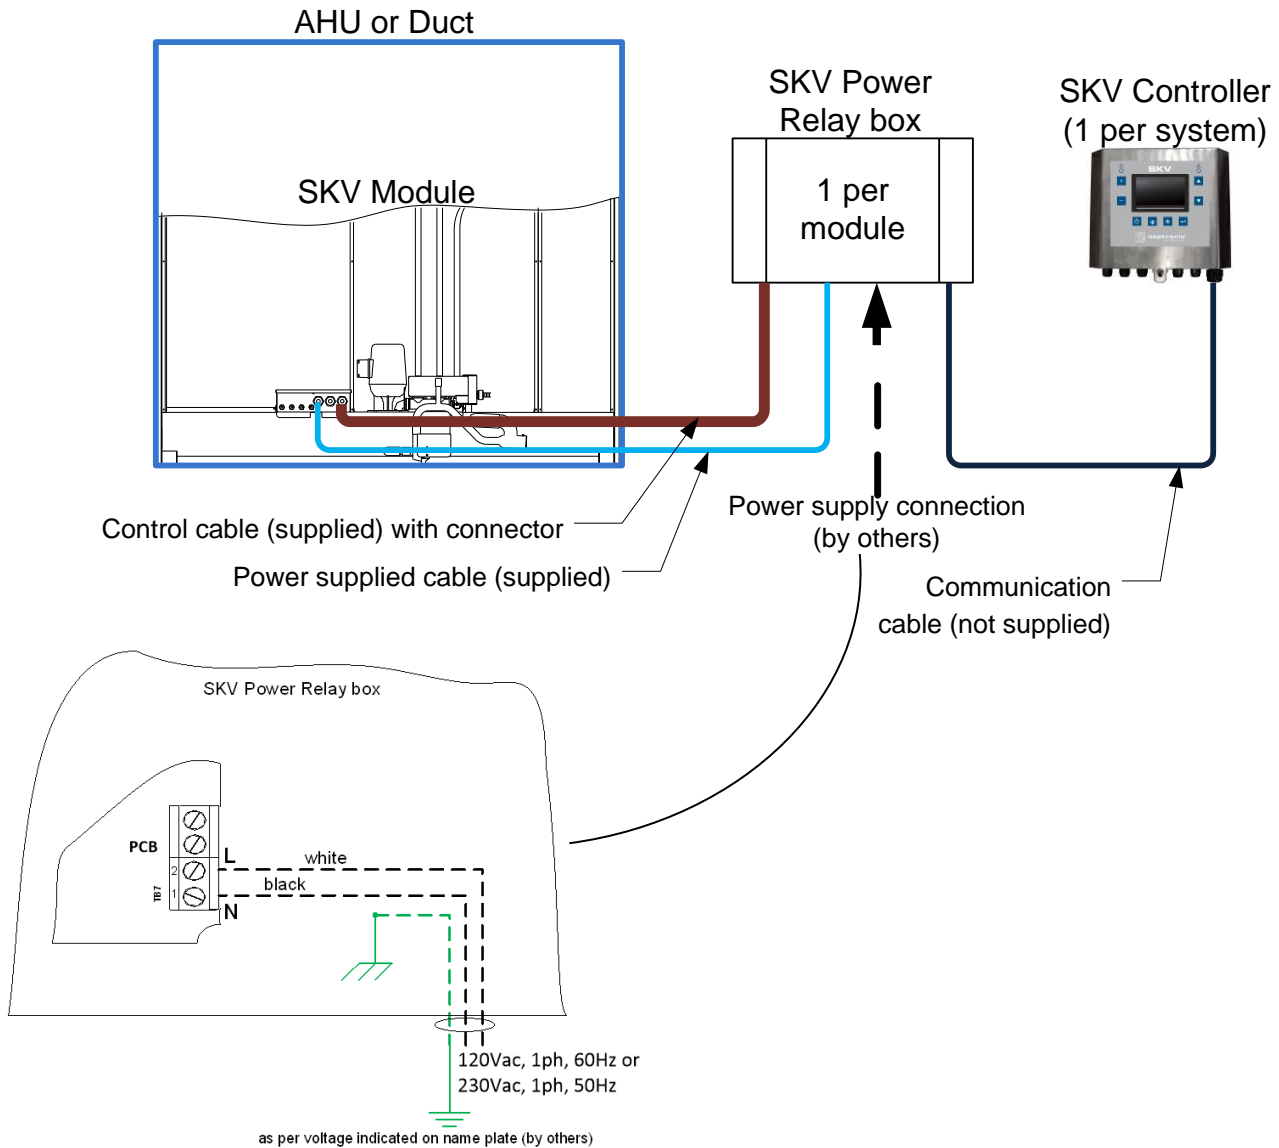 AHU or Duct
SKV Power
Relay box
SKV Controller
(1 per system)
SKV
neptronic
1 per
module
SKV Module
Control cable (supplied) with connector
Power supplied cable (supplied)
Power supply connection
(by others)
Communication
cable (not supplied)
SKV Power Relay box
PCB
L
white
2
black
TB7
1
N
120Vac, 1ph, 60Hz or
230Vac, 1ph, 50Hz
as per voltage indicated on name plate (by others)